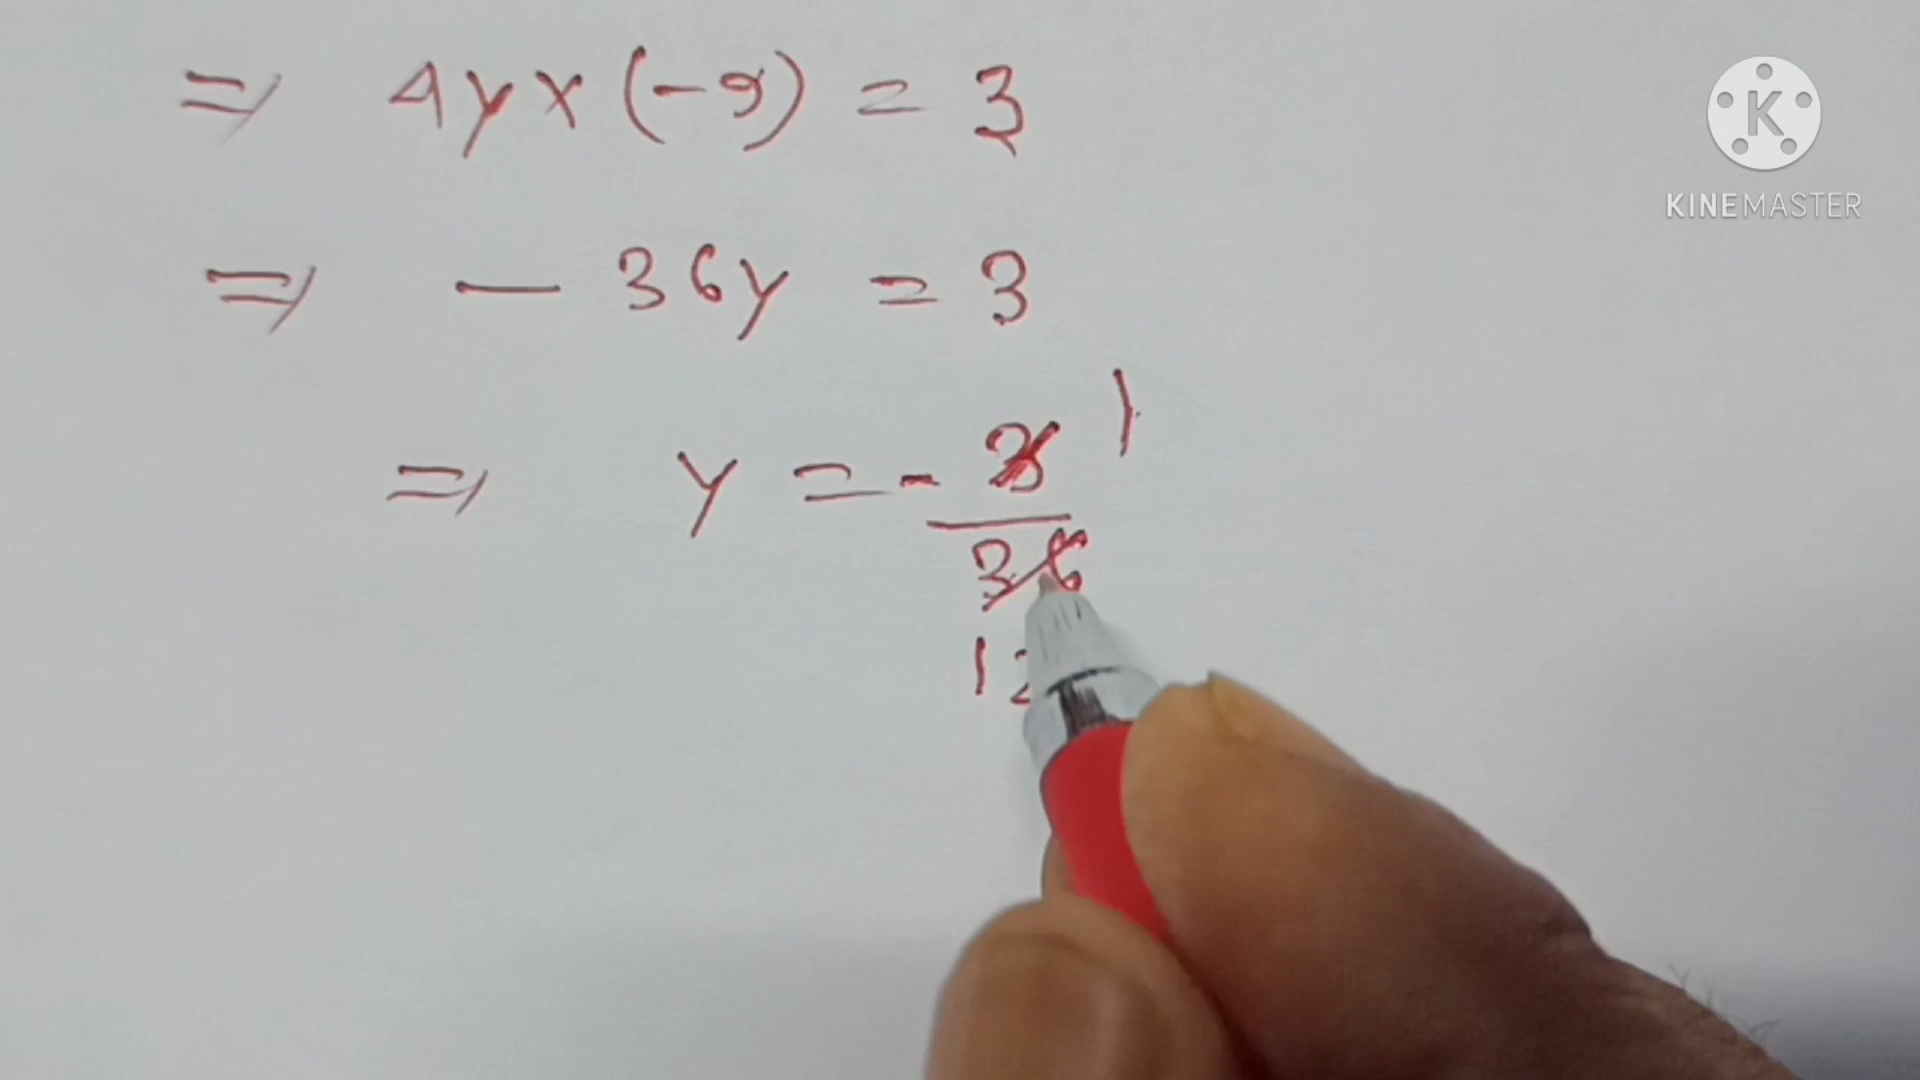 ⇒ 4y x (-9) = 3
⇒ - 36y = 3
⇒ y = - 3 1
36
12
K
KINEMASTER